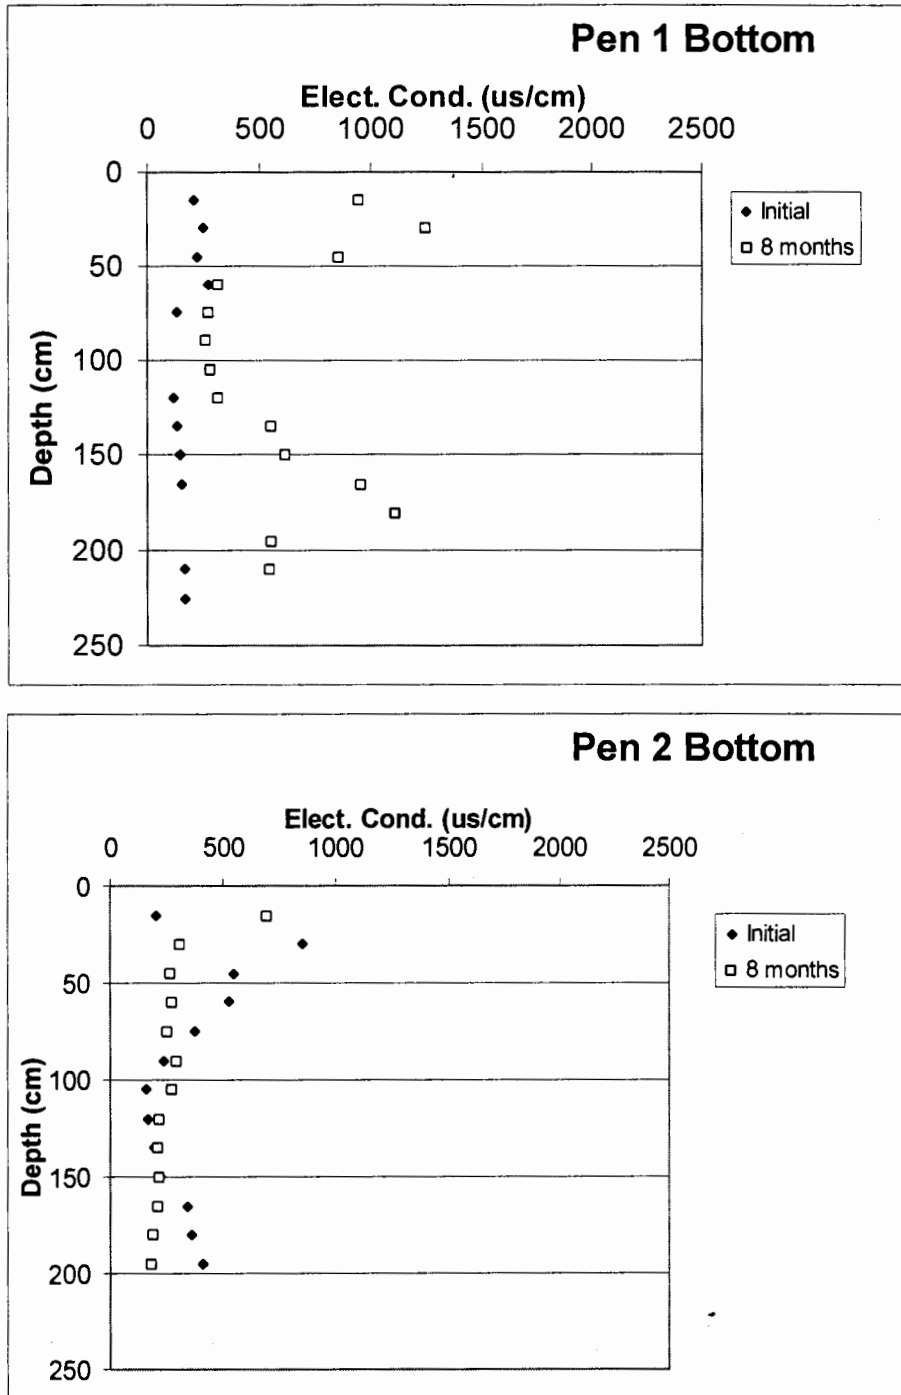 Pen 1 Bottom
Elect. Cond. (us/cm)
0 500 1000 1500 2000 2500
0
50
100
150
200
250
Depth (cm)
Initial
8 months
Pen 2 Bottom
Elect. Cond. (us/cm)
0 500 1000 1500 2000 2500
0
50
100
150
200
250
Depth (cm)
Initial
8 months